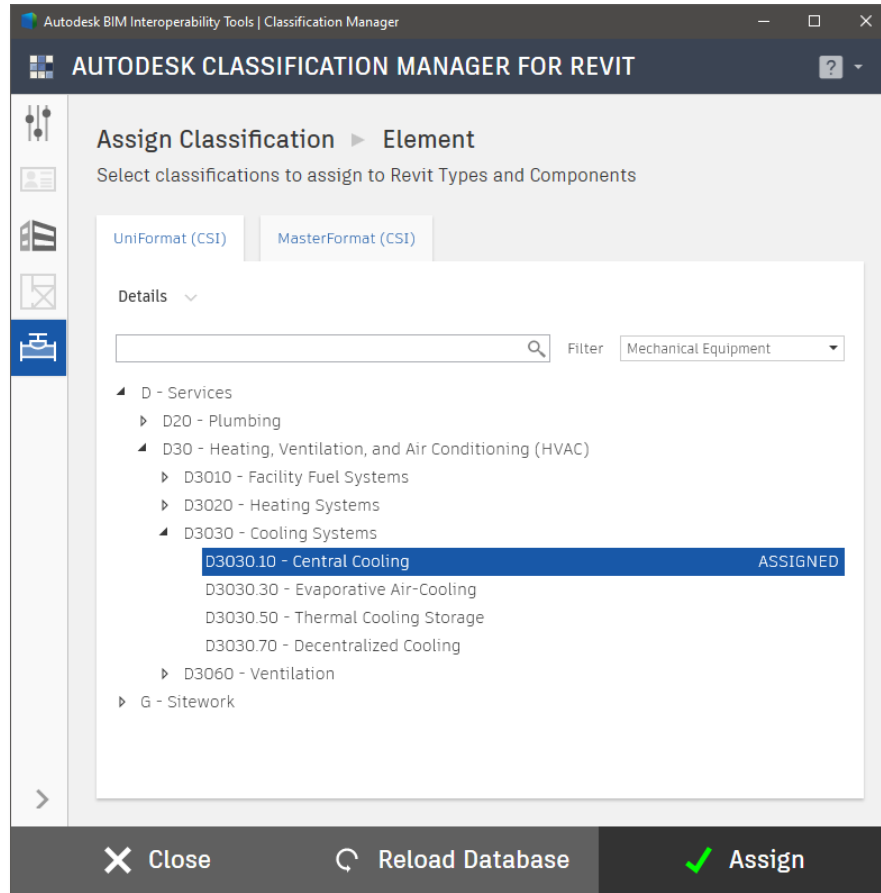 Autodesk BIM Interoperability Tools | Classification Manager
AUTODESK CLASSIFICATION MANAGER FOR REVIT ?
Assign Classification Element
Select classifications to assign to Revit Types and Components
UniFormat (CSI) MasterFormat (CSI)
Details
Filter Mechanical Equipment
D - Services
D20 - Plumbing
D30 - Heating, Ventilation, and Air Conditioning (HVAC)
D3010 - Facility Fuel Systems
D3020 - Heating Systems
D3030 - Cooling Systems
D3030.10 - Central Cooling ASSIGNED
D3030.30 - Evaporative Air-Cooling
D3030.50 - Thermal Cooling Storage
D3030.70 - Decentralized Cooling
D3060 - Ventilation
G - Sitework
Close Reload Database Assign